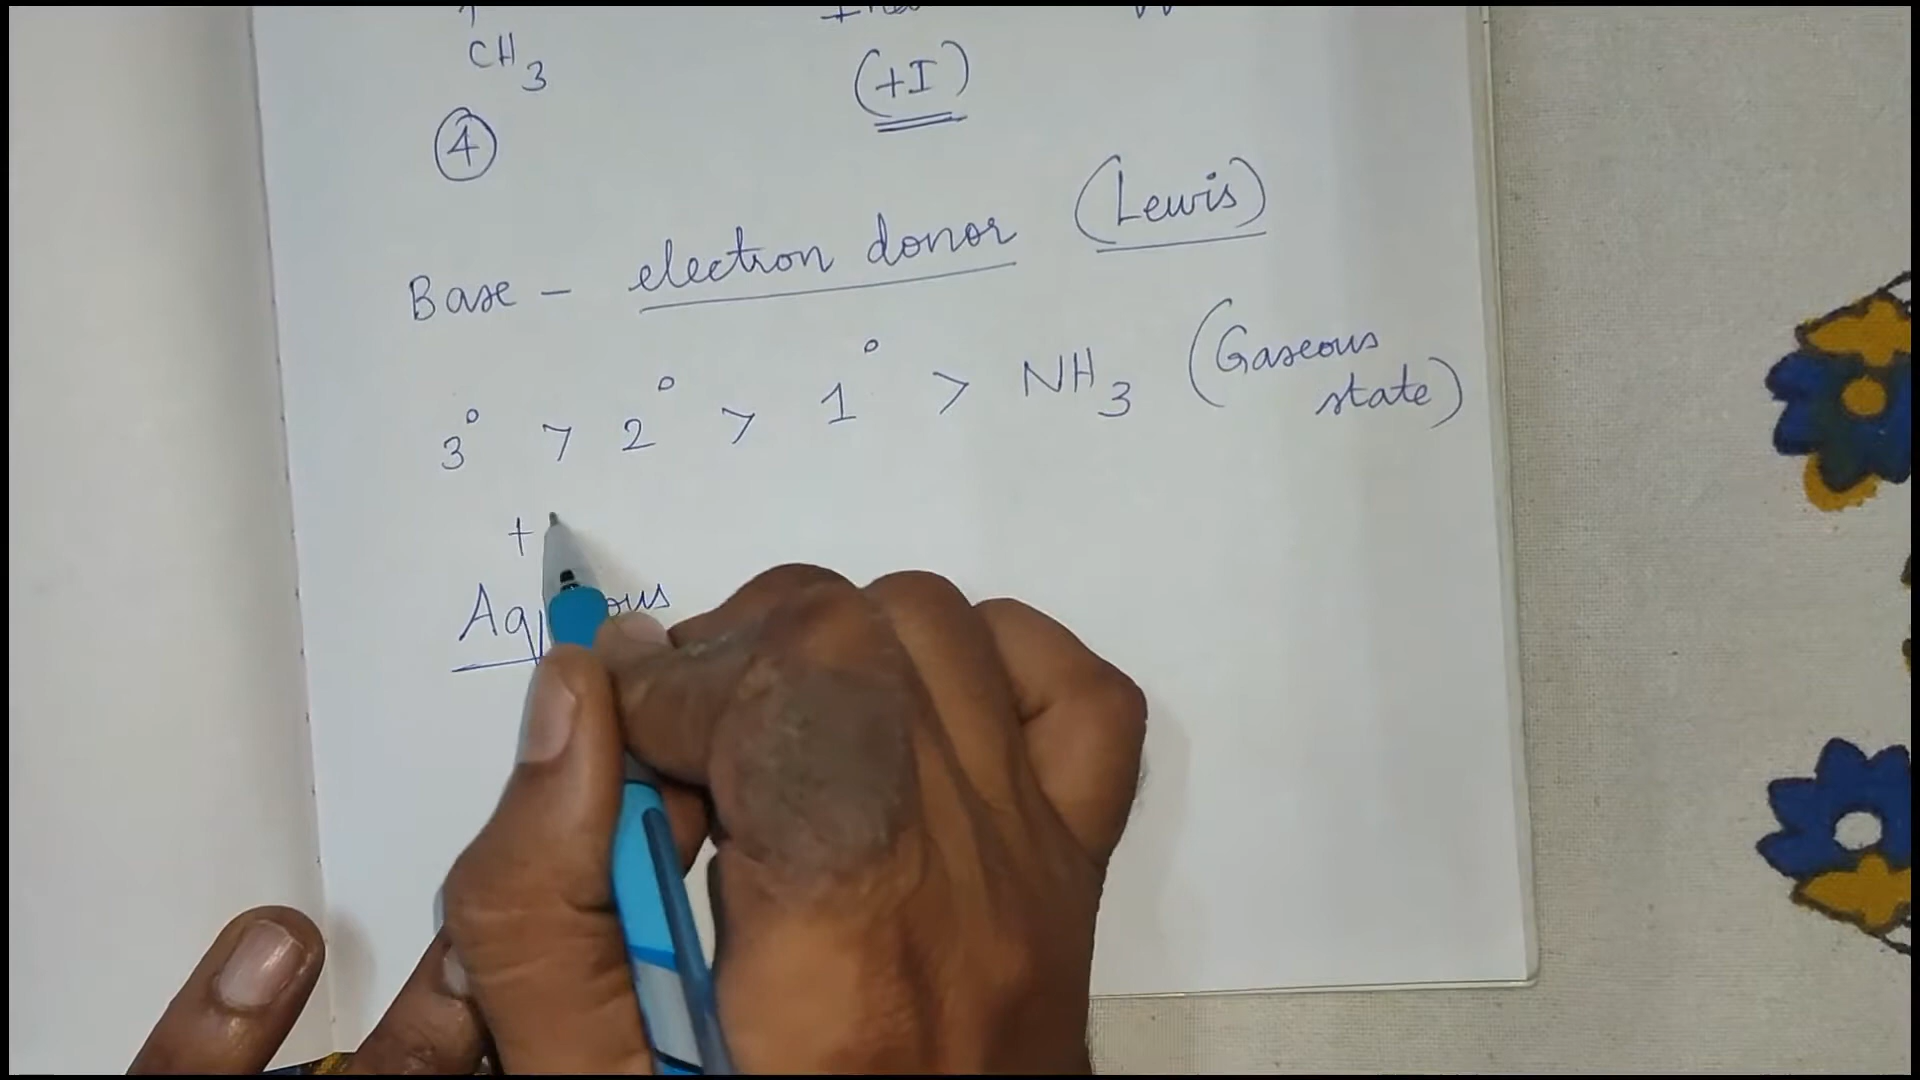 CH3
(+I)
4
Base - electron donor (Lewis)
3° > 2° > 1° > NH3 (Gaseous state)
+